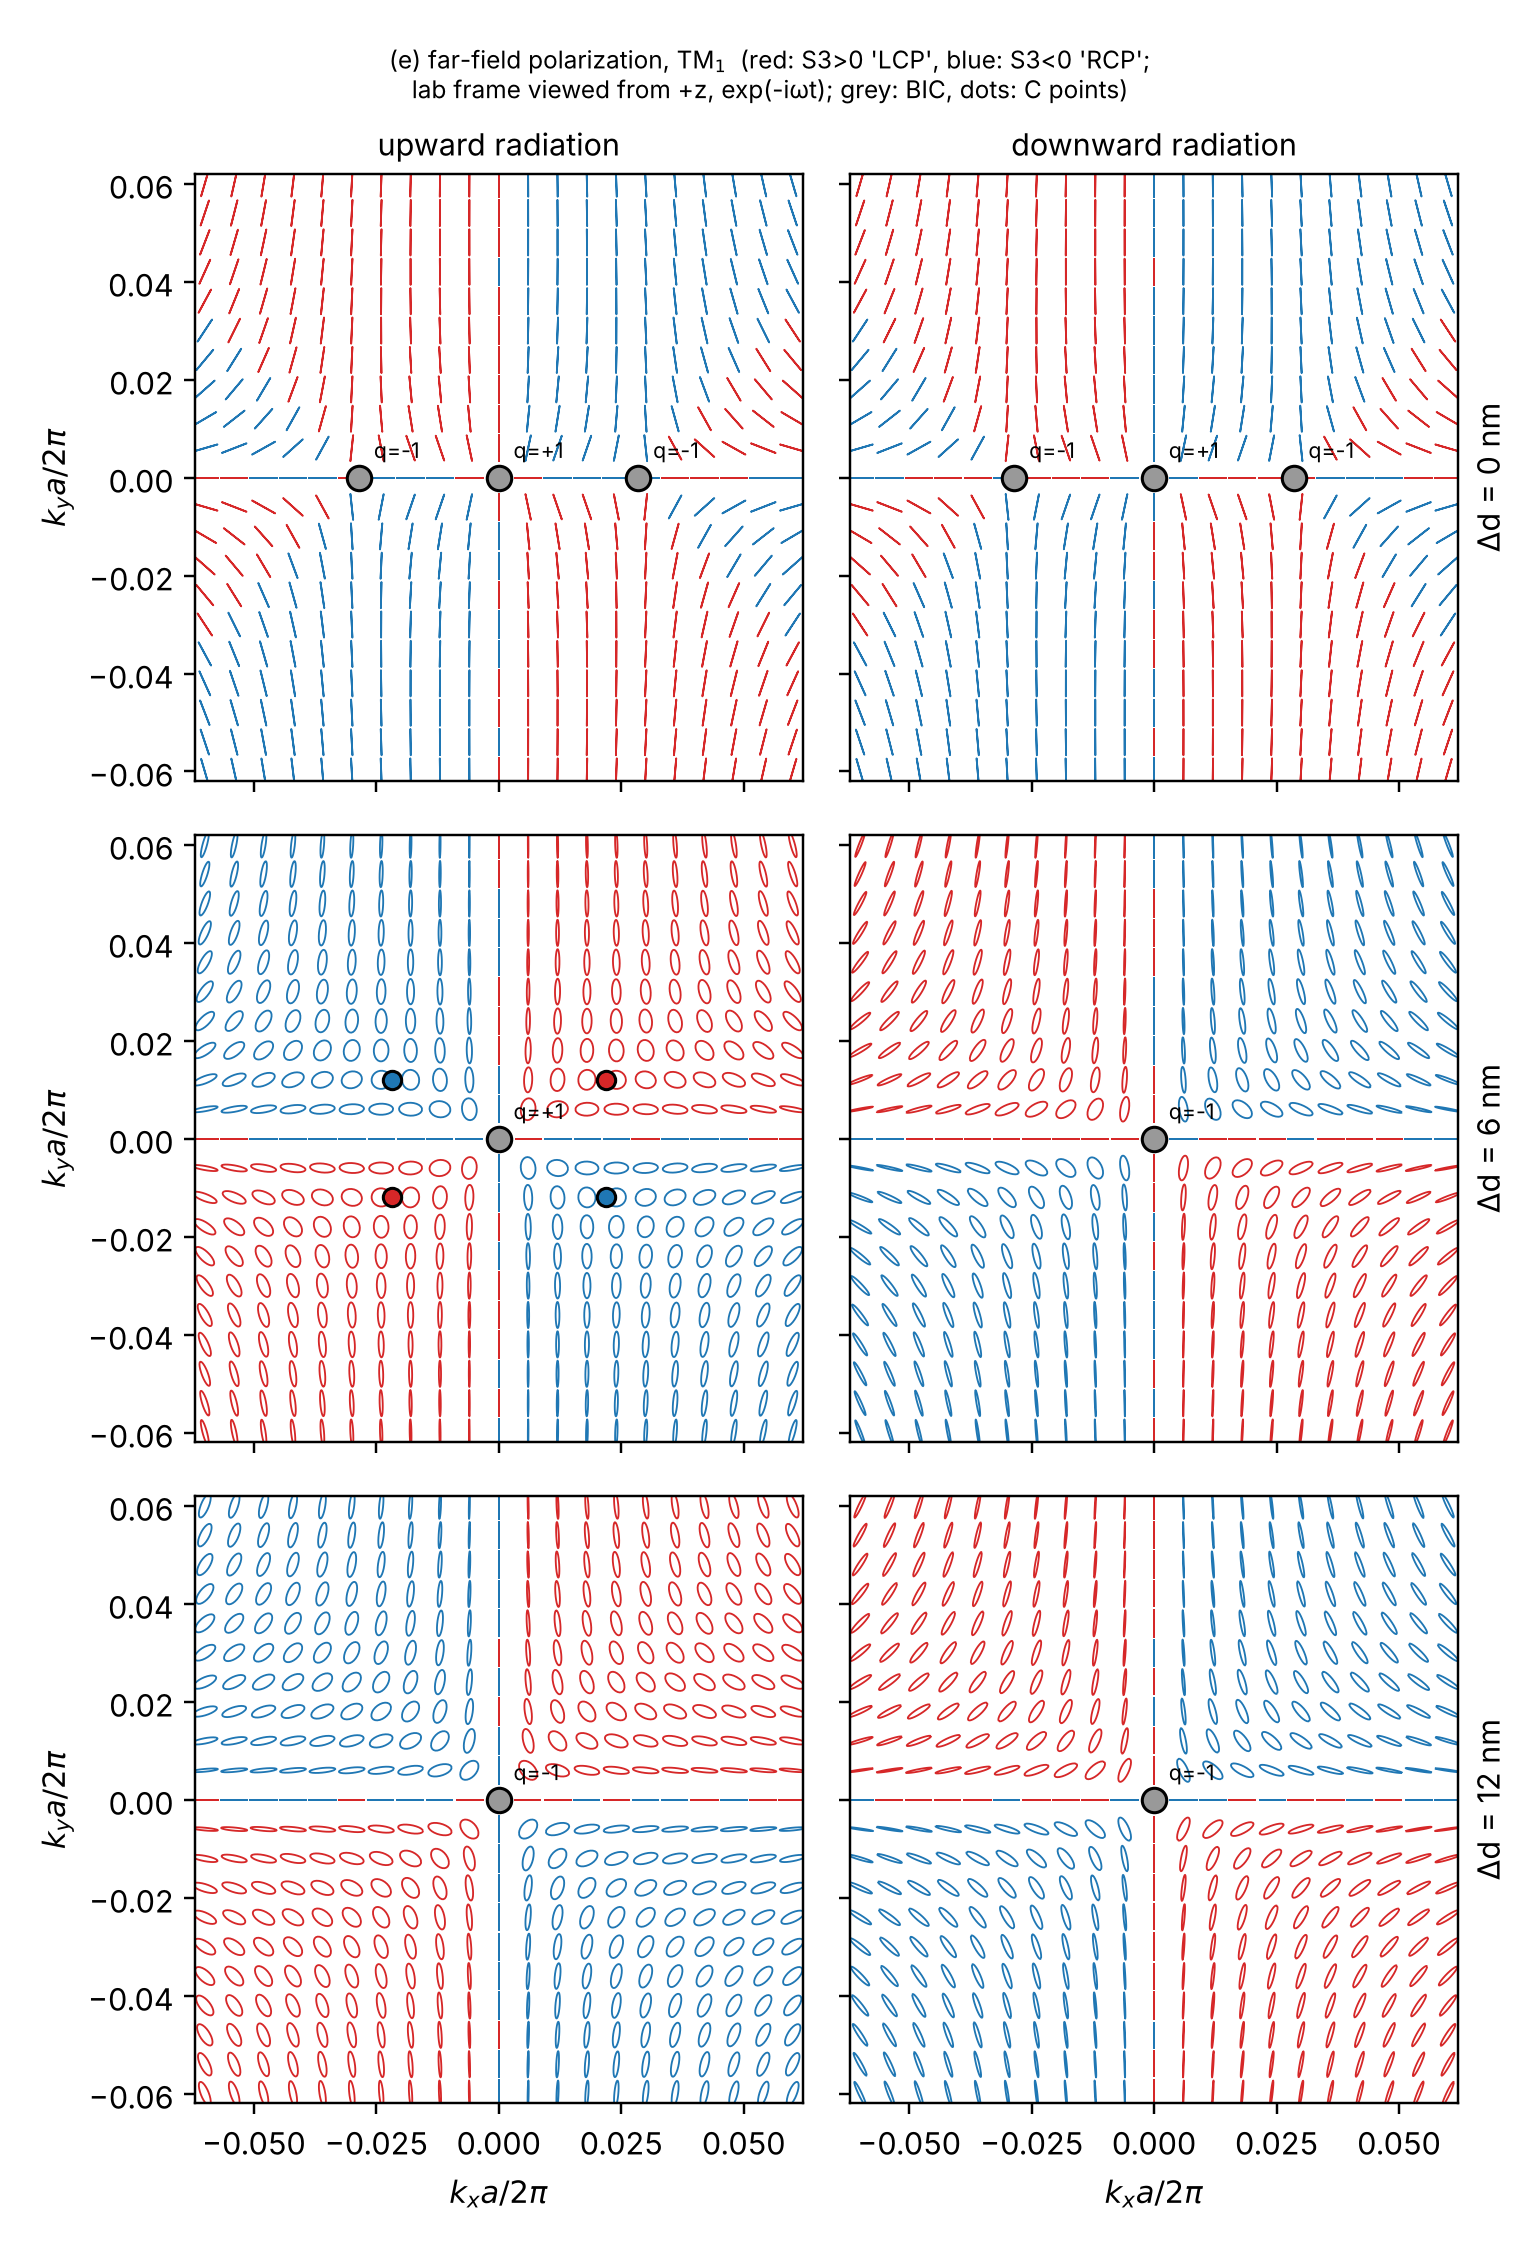 (e) far-field polarization, TM₁ (red: S3>0 'LCP', blue: S3<0 'RCP';
lab frame viewed from +z, exp(-iωt); grey: BIC, dots: C points)
upward radiation
downward radiation
0.06
0.04
0.02
0.00
−0.02
−0.04
−0.06
k_y a/2π
q=-1
q=+1
q=-1
q=-1
q=+1
q=-1
Δd = 0 nm
0.06
0.04
0.02
0.00
−0.02
−0.04
−0.06
k_y a/2π
q=+1
q=-1
Δd = 6 nm
0.06
0.04
0.02
0.00
−0.02
−0.04
−0.06
k_y a/2π
q=-1
q=-1
Δd = 12 nm
−0.050 −0.025 0.000 0.025 0.050
−0.050 −0.025 0.000 0.025 0.050
k_x a/2π
k_x a/2π